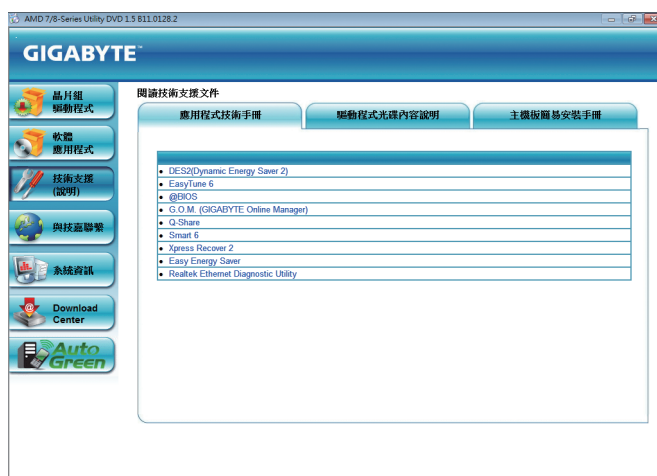 AMD 7/8-Series Utility DVD 1.5 B11.0128.2
GIGABYTE™
晶片組
驅動程式
軟體
應用程式
技術支援
(說明)
與技嘉聯繫
系統資訊
Download
Center
Auto
Green
閱讀技術支援文件
應用程式技術手冊
驅動程式光碟內容說明
主機板簡易安裝手冊
• DES2(Dynamic Energy Saver 2)
• EasyTune 6
• @BIOS
• G.O.M. (GIGABYTE Online Manager)
• Q-Share
• Smart 6
• Xpress Recover 2
• Easy Energy Saver
• Realtek Ethernet Diagnostic Utility